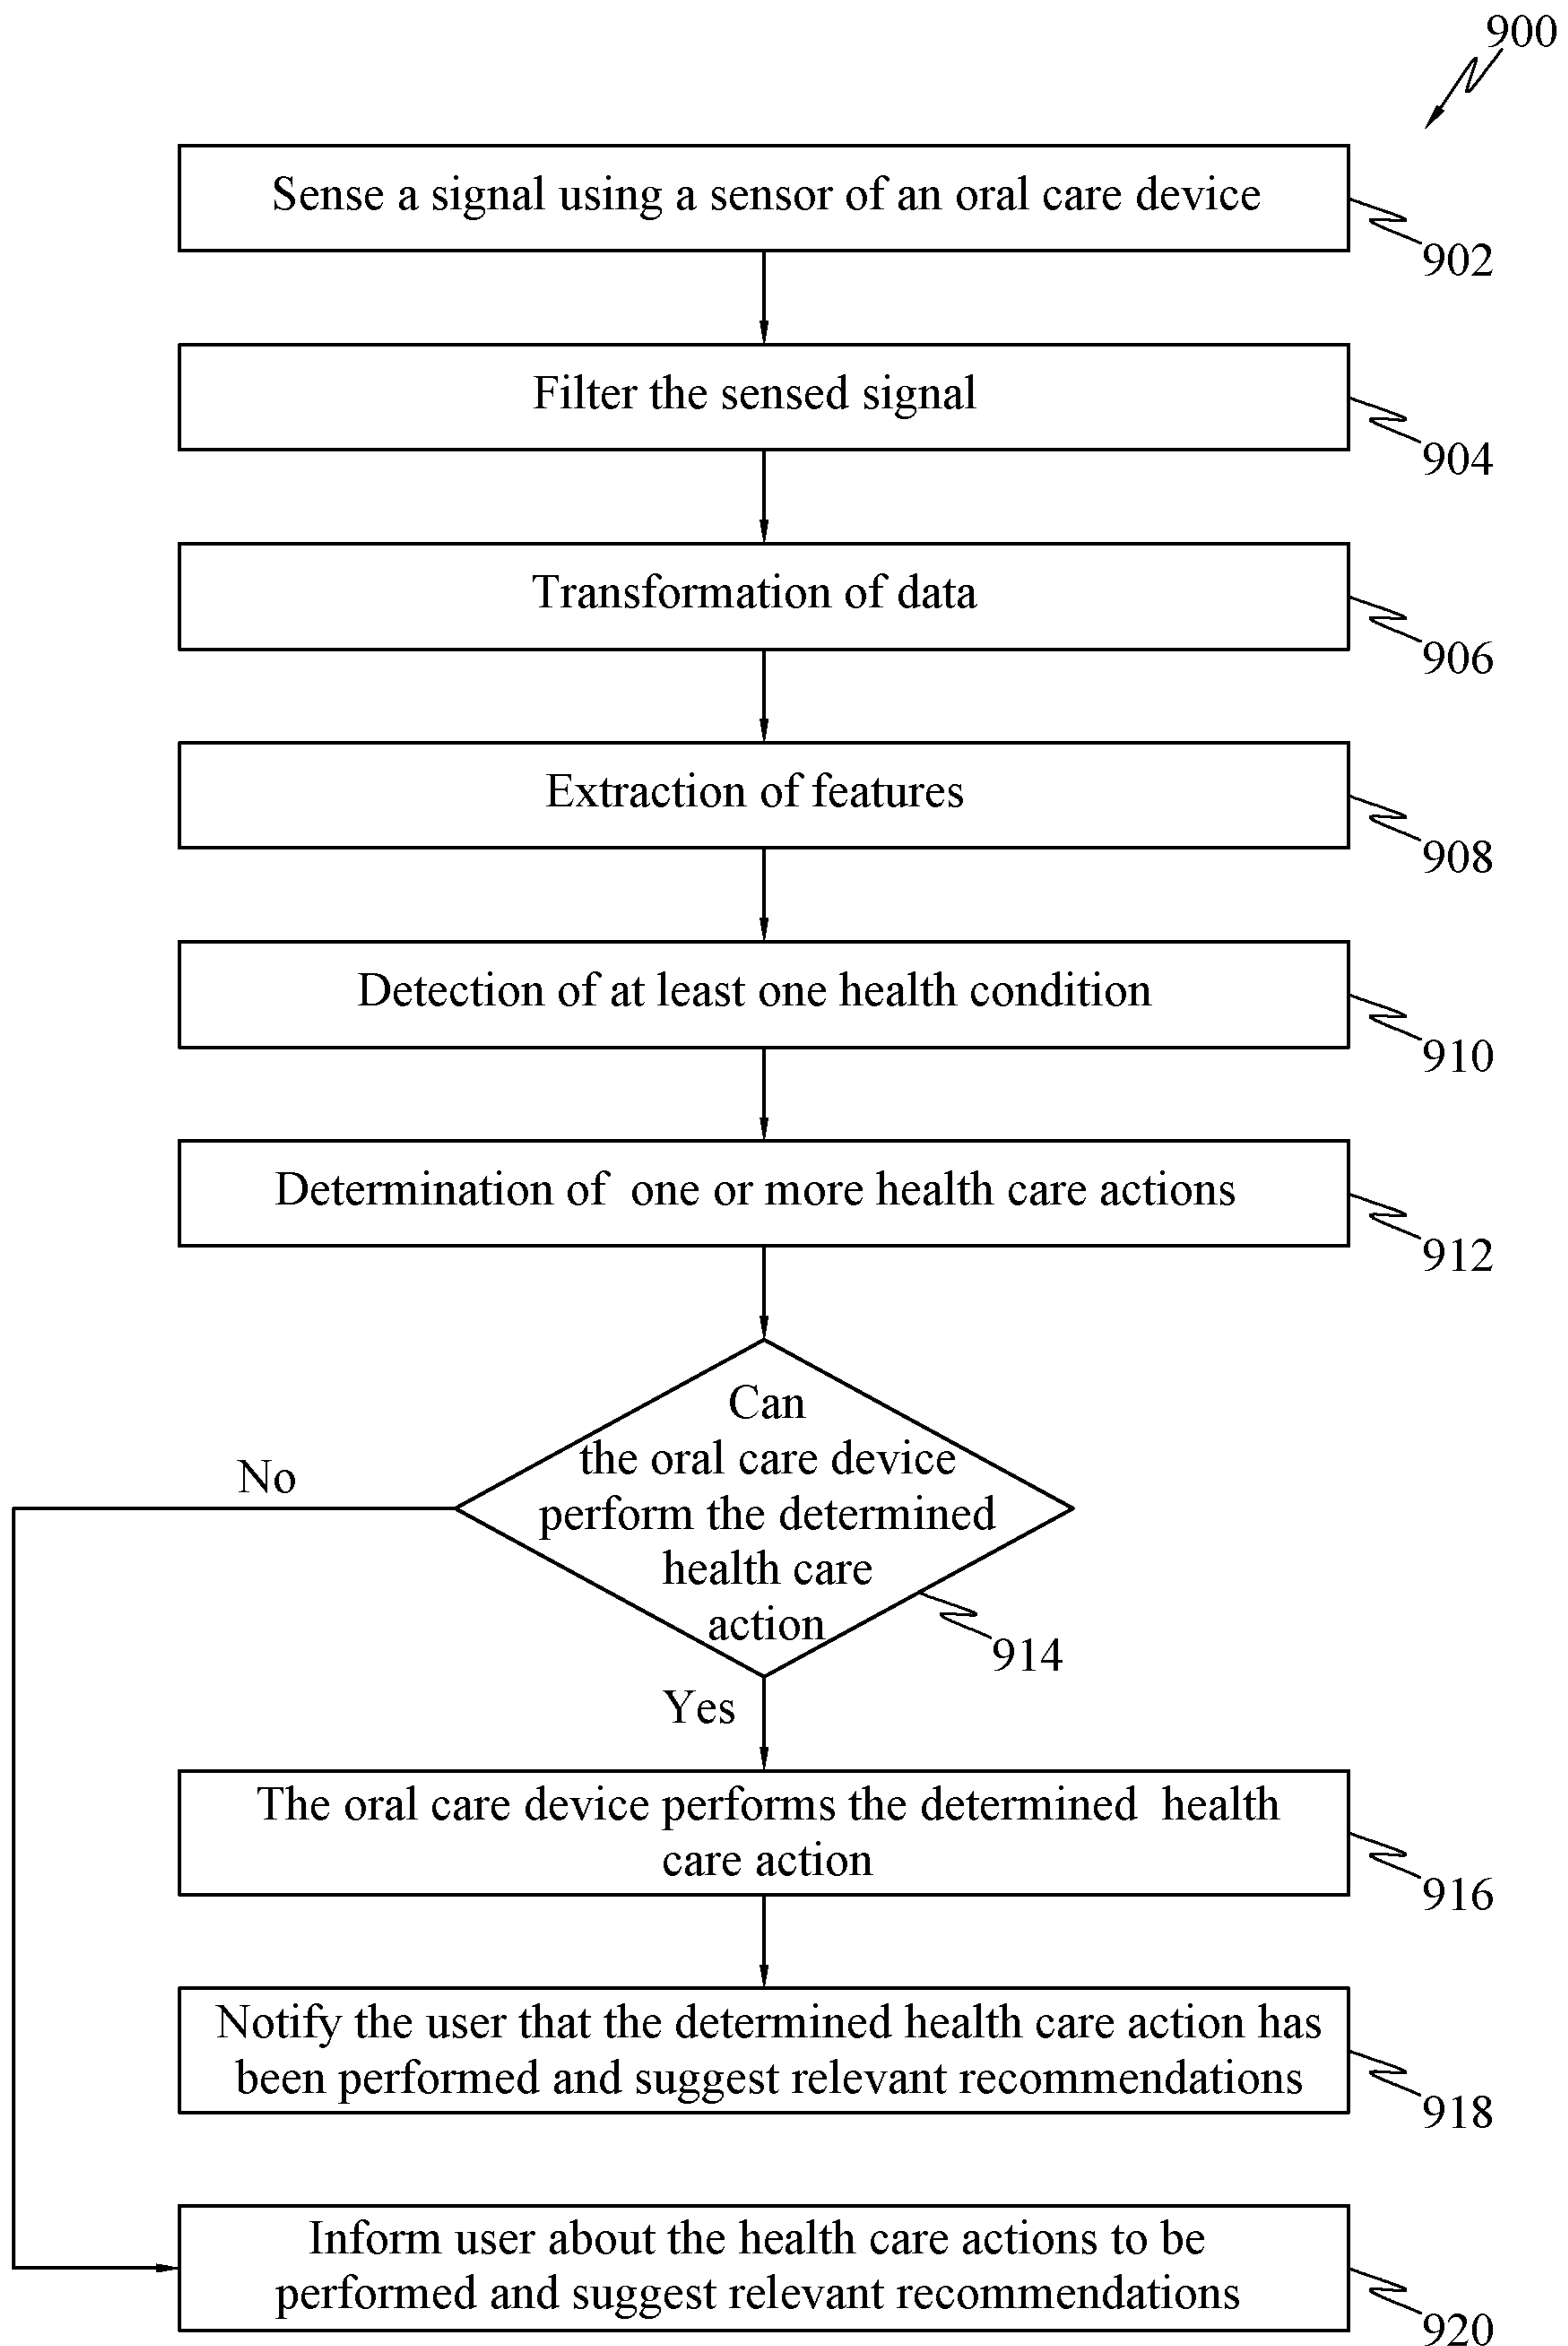 900
Sense a signal using a sensor of an oral care device
902
Filter the sensed signal
904
Transformation of data
906
Extraction of features
908
Detection of at least one health condition
910
Determination of one or more health care actions
912
Can
the oral care device
perform the determined
health care
action
914
No
Yes
The oral care device performs the determined health
care action
916
Notify the user that the determined health care action has
been performed and suggest relevant recommendations
918
Inform user about the health care actions to be
performed and suggest relevant recommendations
920